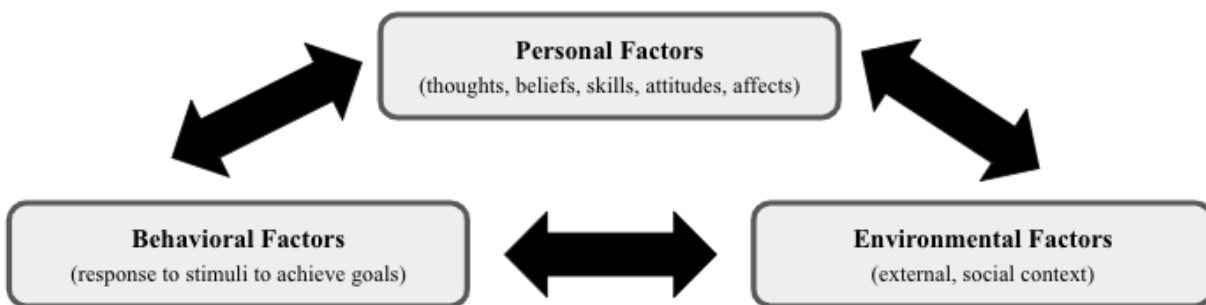 Personal Factors
(thoughts, beliefs, skills, attitudes, affects)
Behavioral Factors
(response to stimuli to achieve goals)
Environmental Factors
(external, social context)